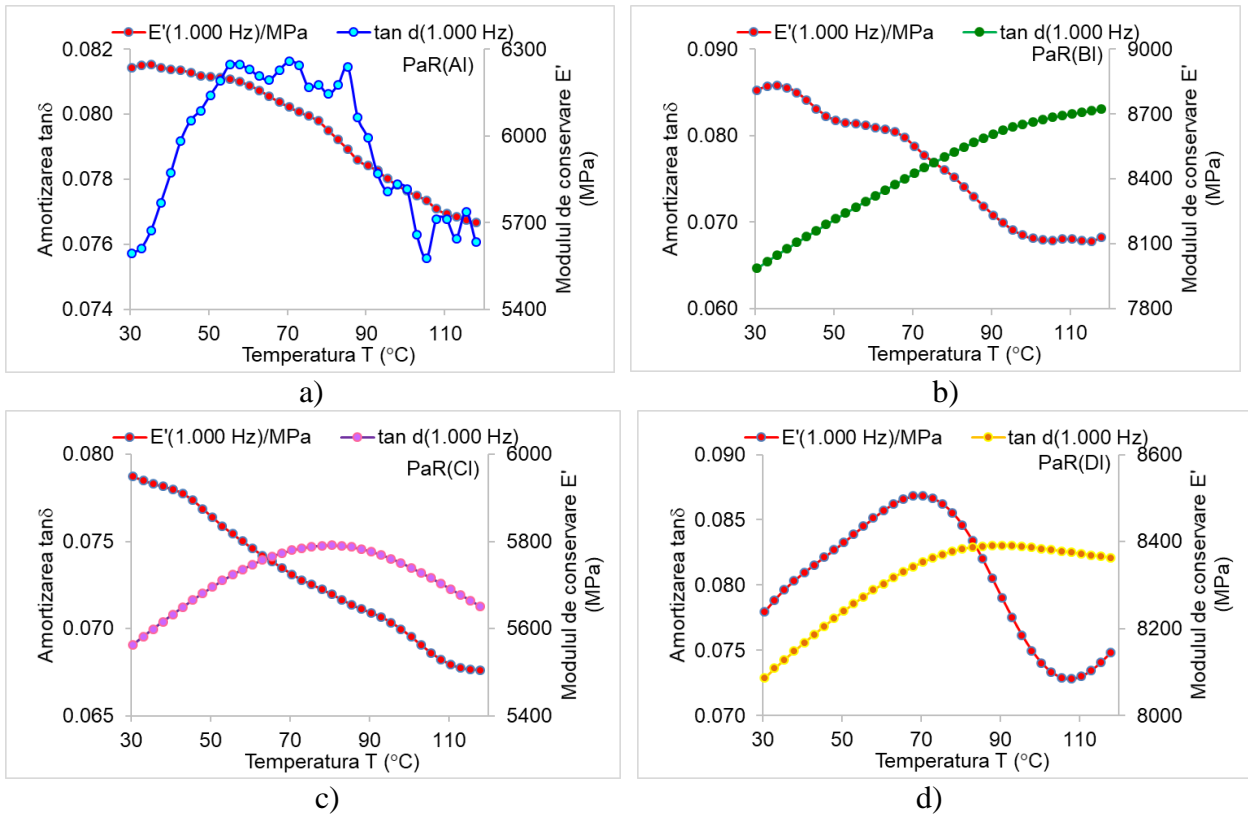 E'(1.000 Hz)/MPa tan d(1.000 Hz)
PaR(AI)
Amortizarea tanδ
0.082
0.080
0.078
0.076
0.074
6300
6000
5700
5400
Modulul de conservare E'
(MPa)
30 50 70 90 110
Temperatura T (°C)
a)
E'(1.000 Hz)/MPa tan d(1.000 Hz)
PaR(BI)
Amortizarea tanδ
0.090
0.080
0.070
0.060
9000
8700
8400
8100
7800
Modulul de conservare E'
(MPa)
30 50 70 90 110
Temperatura T (°C)
b)
E'(1.000 Hz)/MPa tan d(1.000 Hz)
PaR(CI)
Amortizarea tanδ
0.080
0.075
0.070
0.065
6000
5800
5600
5400
Modulul de conservare E'
(MPa)
30 50 70 90 110
Temperatura T (°C)
c)
E'(1.000 Hz)/MPa tan d(1.000 Hz)
PaR(DI)
Amortizarea tanδ
0.090
0.085
0.080
0.075
0.070
8600
8400
8200
8000
Modulul de conservare E'
(MPa)
30 50 70 90 110
Temperatura T (°C)
d)